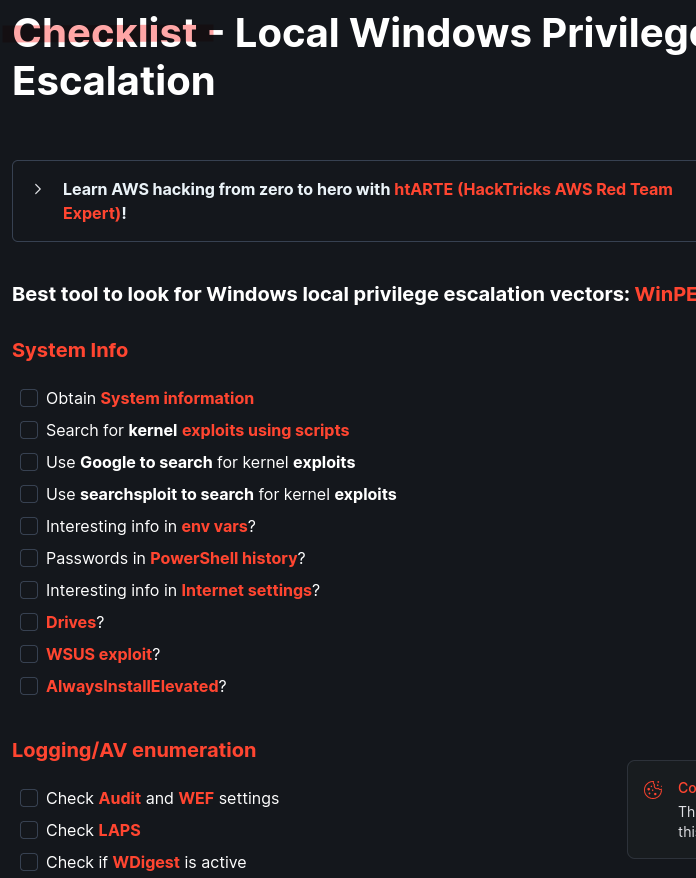 Checklist - Local Windows Privilege
Escalation
Learn AWS hacking from zero to hero with htARTE (HackTricks AWS Red Team
Expert)!
Best tool to look for Windows local privilege escalation vectors: WinPE
System Info
Obtain System information
Search for kernel exploits using scripts
Use Google to search for kernel exploits
Use searchsploit to search for kernel exploits
Interesting info in env vars?
Passwords in PowerShell history?
Interesting info in Internet settings?
Drives?
WSUS exploit?
AlwaysInstallElevated?
Logging/AV enumeration
Check Audit and WEF settings
Check LAPS
Check if WDigest is active
Co
Th
this